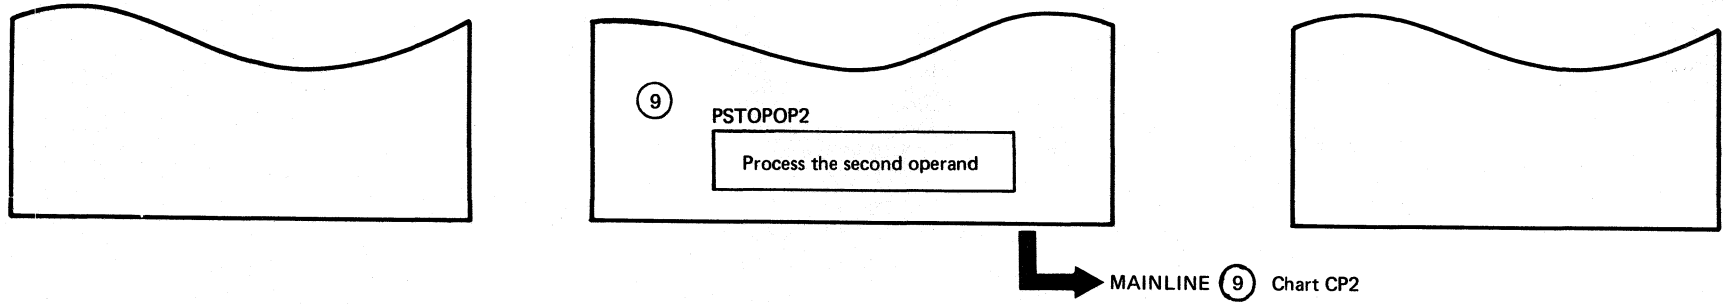 9
PSTOPOP2
Process the second operand
MAINLINE 9 Chart CP2